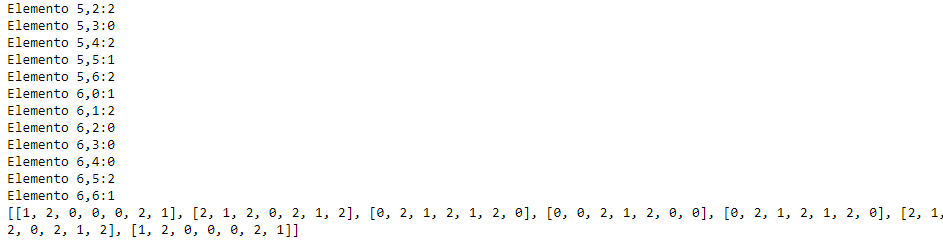 Elemento 5,2:2
Elemento 5,3:0
Elemento 5,4:2
Elemento 5,5:1
Elemento 5,6:2
Elemento 6,0:1
Elemento 6,1:2
Elemento 6,2:0
Elemento 6,3:0
Elemento 6,4:0
Elemento 6,5:2
Elemento 6,6:1
[[1, 2, 0, 0, 0, 2, 1], [2, 1, 2, 0, 2, 1, 2], [0, 2, 1, 2, 1, 2, 0], [0, 0, 2, 1, 2, 0, 0], [0, 2, 1, 2, 1, 2, 0], [2, 1,
2, 0, 2, 1, 2], [1, 2, 0, 0, 0, 2, 1]]